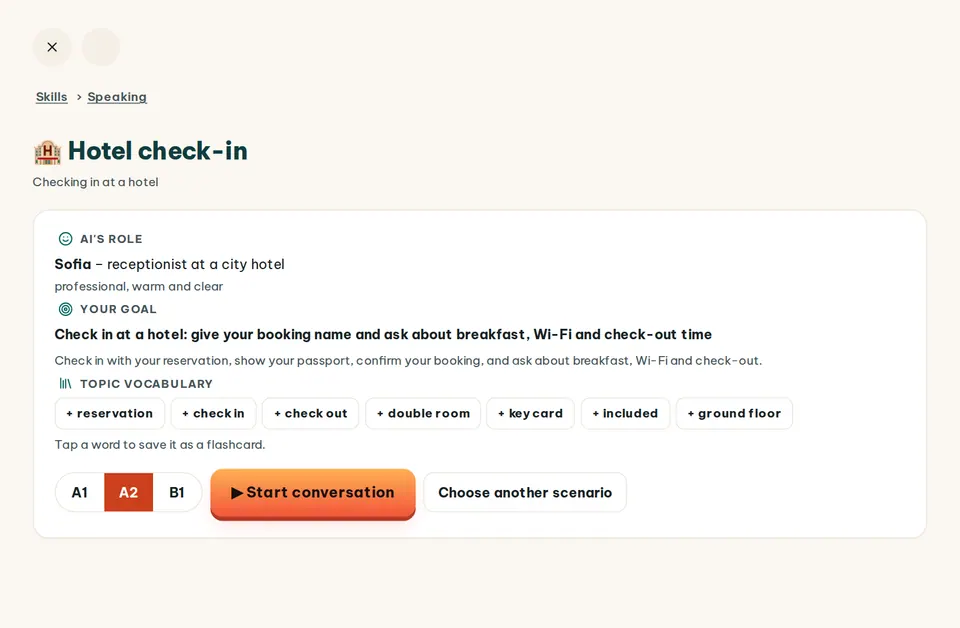 Skills › Speaking
🏨 Hotel check-in
Checking in at a hotel
AI'S ROLE
Sofia – receptionist at a city hotel
professional, warm and clear
YOUR GOAL
Check in at a hotel: give your booking name and ask about breakfast, Wi-Fi and check-out time
Check in with your reservation, show your passport, confirm your booking, and ask about breakfast, Wi-Fi and check-out.
TOPIC VOCABULARY
+ reservation + check in + check out + double room + key card + included + ground floor
Tap a word to save it as a flashcard.
A1 A2 B1 ▶ Start conversation Choose another scenario